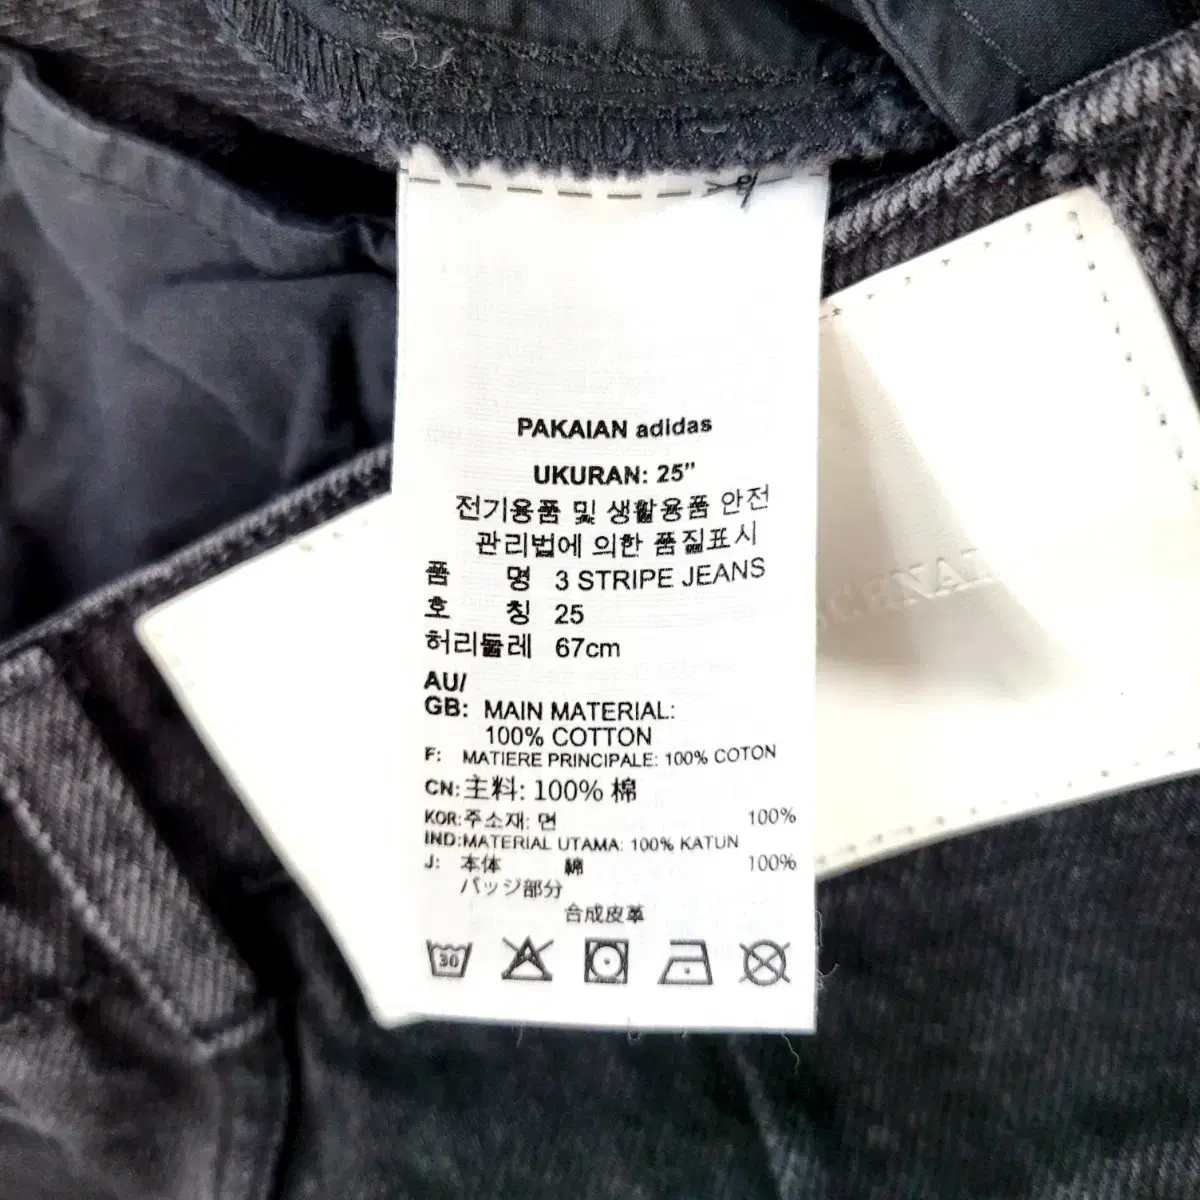 PAKAIAN adidas
UKURAN: 25"
전기용품 및 생활용품 안전
관리법에 의한 품질표시
품 명 3 STRIPE JEANS
호 칭 25
허리둘레 67cm
AU/
GB: MAIN MATERIAL:
100% COTTON
F: MATIERE PRINCIPALE: 100% COTON
CN: 主料: 100% 棉
KOR: 주소재: 면 100%
IND: MATERIAL UTAMA: 100% KATUN
J: 本体 綿 100%
バッジ部分
合成皮革
30